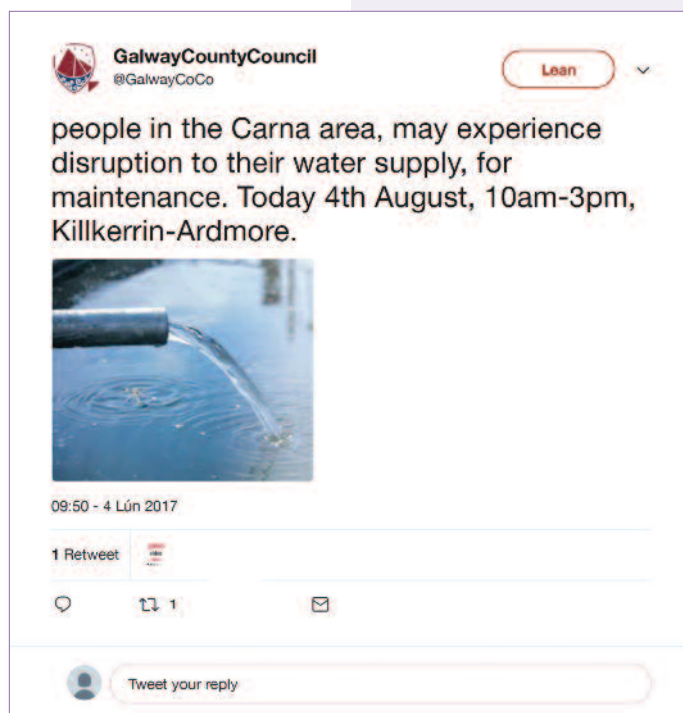 GalwayCountyCouncil
@GalwayCoCo
Lean
people in the Carna area, may experience
disruption to their water supply, for
maintenance. Today 4th August, 10am-3pm,
Killkerrin-Ardmore.
09:50 - 4 Lún 2017
1 Retweet
1
Tweet your reply